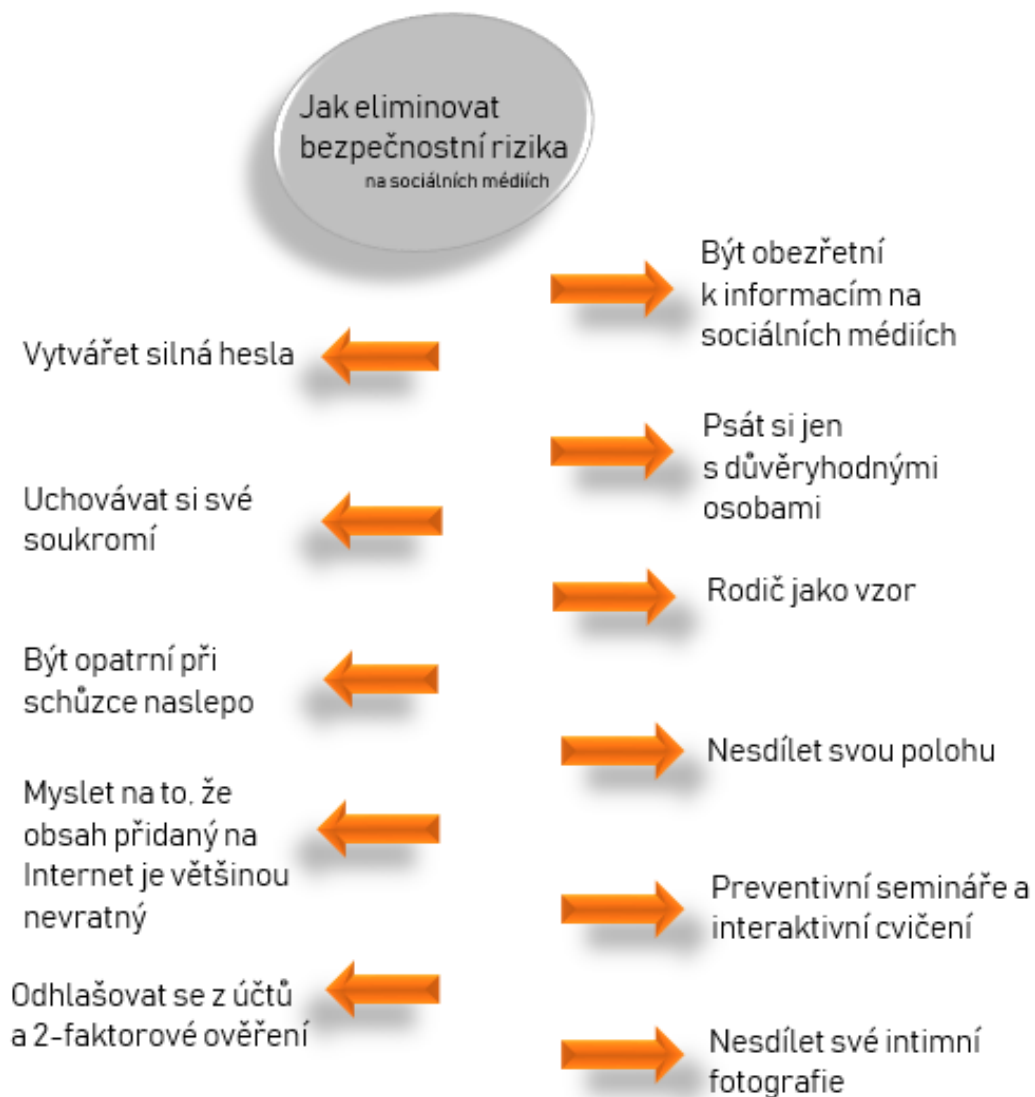 Jak eliminovat
bezpečnostní rizika
na sociálních médiích
Být obezřetní
k informacím na
sociálních médiích
Vytvářet silná hesla
Psát si jen
s důvěryhodnými
osobami
Uchovávat si své
soukromí
Rodič jako vzor
Být opatrní při
schůzce naslepo
Nesdílet svou polohu
Myslet na to, že
obsah přidaný na
Internet je většinou
nevratný
Preventivní semináře a
interaktivní cvičení
Odhlašovat se z účtů
a 2-faktorové ověření
Nesdílet své intimní
fotografie